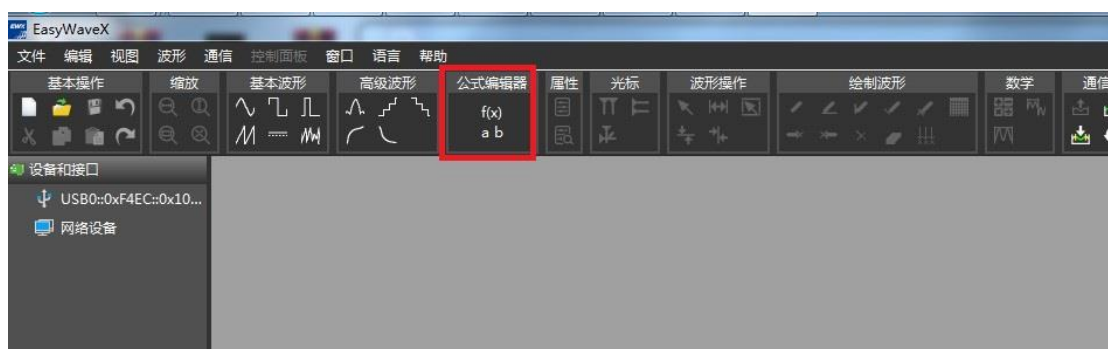 EasyWaveX
文件 编辑 视图 波形 通信 控制面板 窗口 语言 帮助
基本操作 缩放 基本波形 高级波形 公式编辑器 属性 光标 波形操作 绘制波形 数学 通信
f(x)
a b
设备和接口
USB0::0xF4EC::0x10...
网络设备